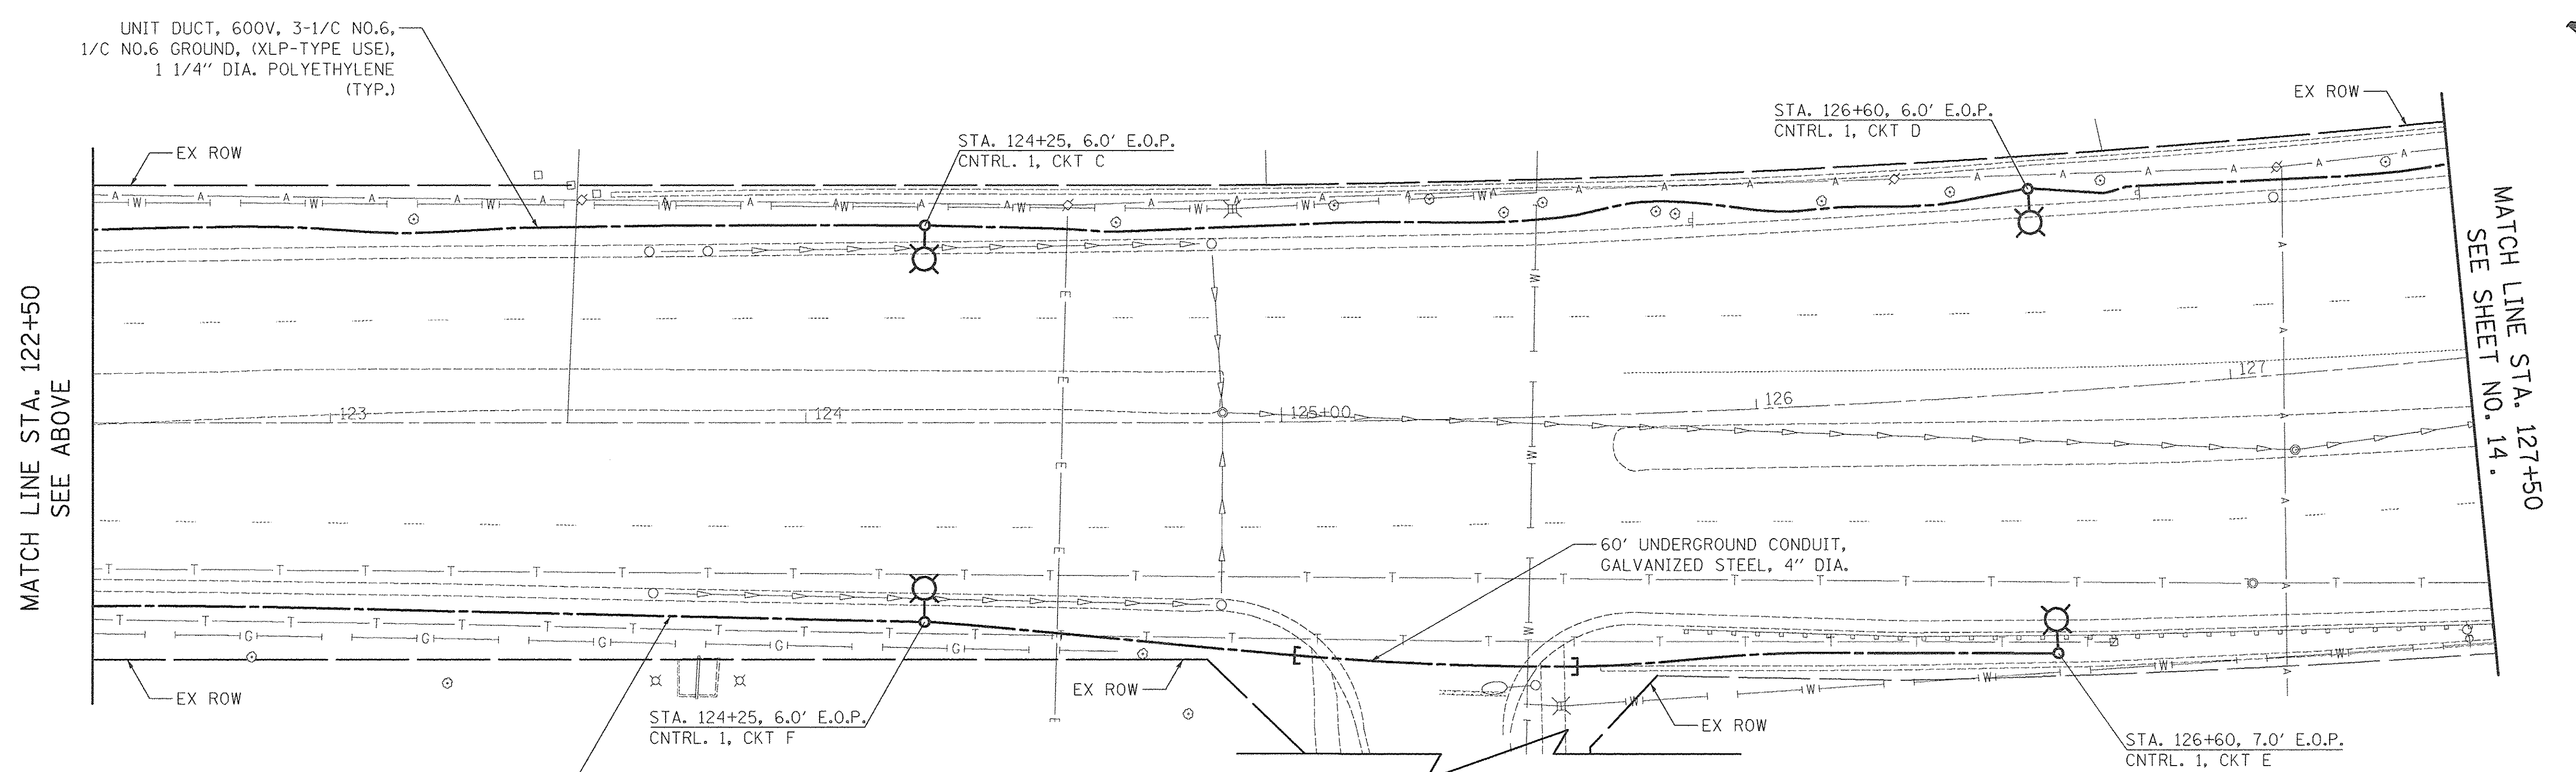 UNIT DUCT, 600V, 3-1/C NO.6,
1/C NO.6 GROUND, (XLP-TYPE USE),
1 1/4" DIA. POLYETHYLENE
(TYP.)
EX ROW
STA. 124+25, 6.0' E.O.P.
CNTRL. 1, CKT C
STA. 126+60, 6.0' E.O.P.
CNTRL. 1, CKT D
EX ROW
MATCH LINE STA. 122+50
SEE ABOVE
MATCH LINE STA. 127+50
SEE SHEET NO. 14 .
123
124
125+00
126
127
60' UNDERGROUND CONDUIT,
GALVANIZED STEEL, 4" DIA.
EX ROW
EX ROW
EX ROW
STA. 124+25, 6.0' E.O.P.
CNTRL. 1, CKT F
STA. 126+60, 7.0' E.O.P.
CNTRL. 1, CKT E